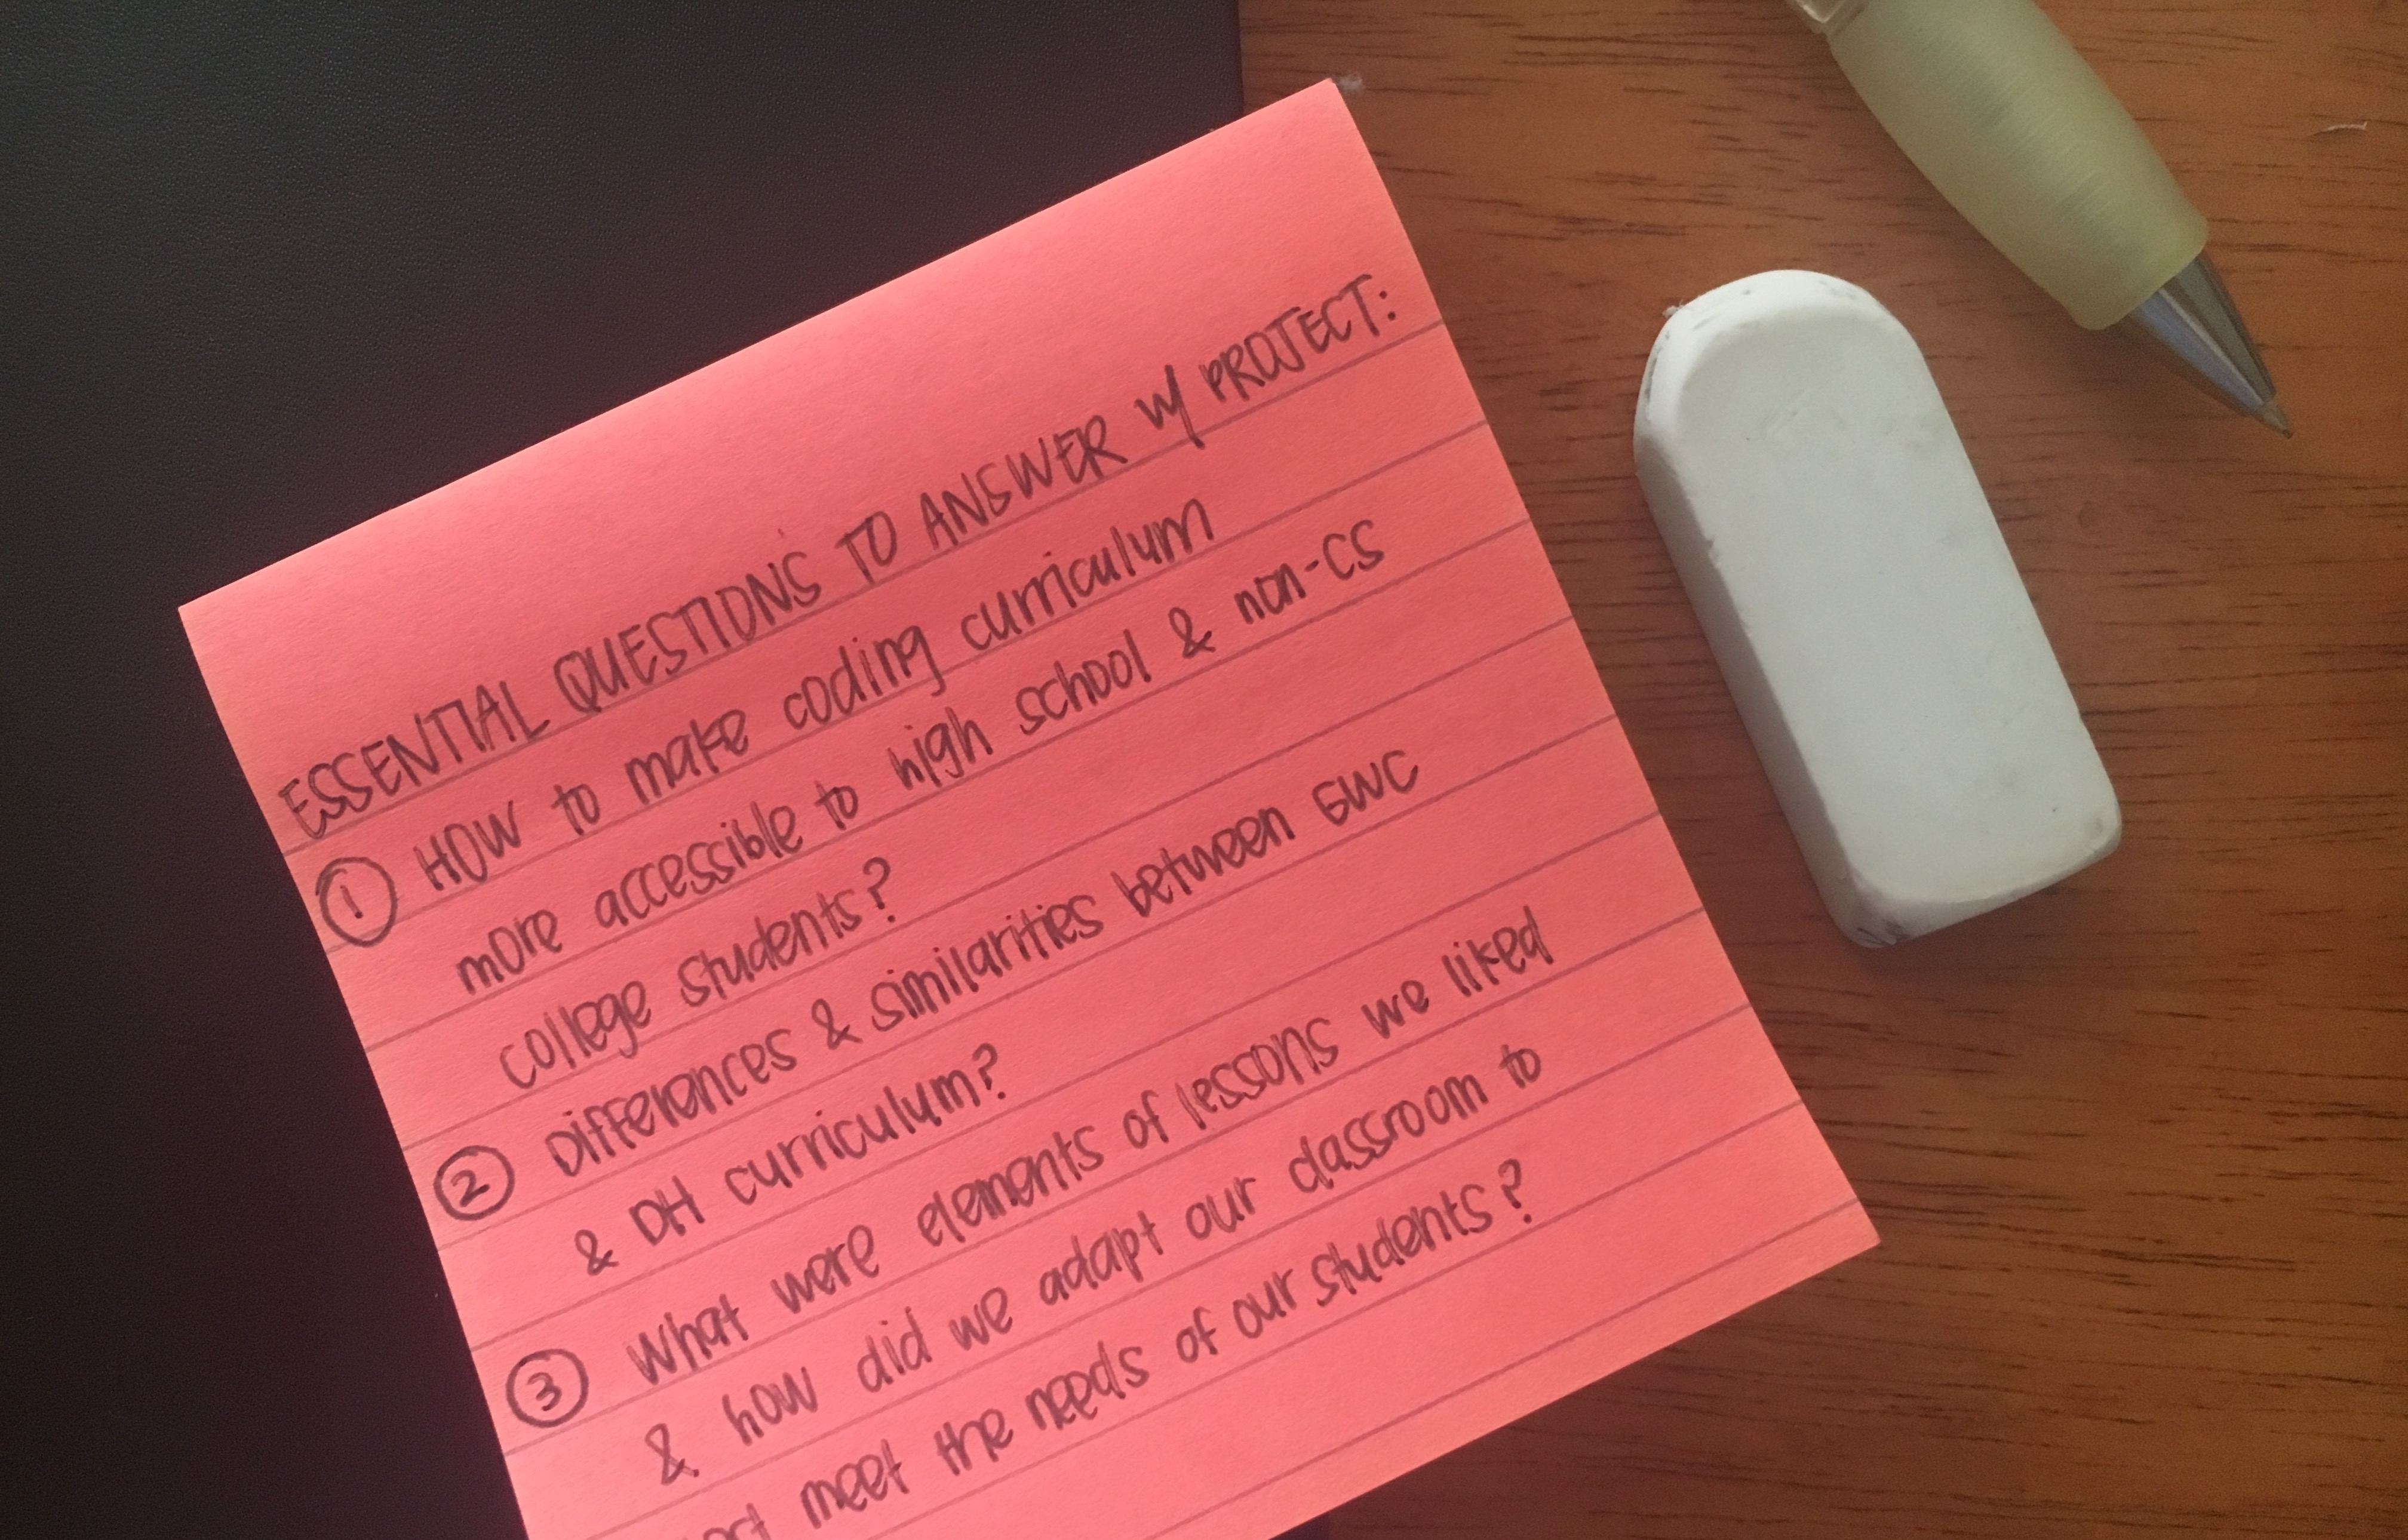 ESSENTIAL QUESTIONS TO ANSWER W/ PROJECT:
① HOW to make coding curriculum
more accessible to high school & non-CS
college students?
② Differences & similarities between GWC
& DH curriculum?
③ What were elements of lessons we liked
& how did we adapt our classroom to
meet the needs of our students?